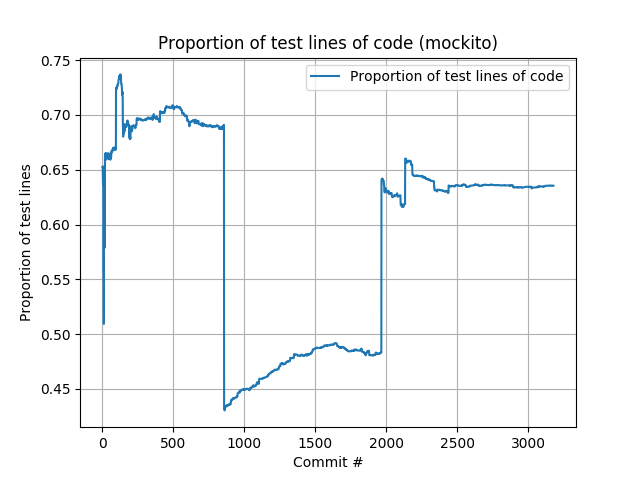 Proportion of test lines of code (mockito)
Proportion of test lines of code
0.75
0.70
0.65
0.60
0.55
0.50
0.45
Proportion of test lines
0 500 1000 1500 2000 2500 3000
Commit #